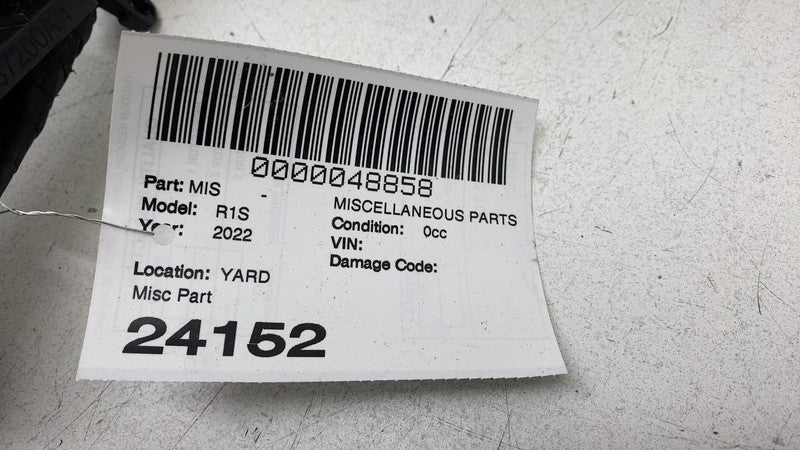 0000048858
Part: MIS -
MISCELLANEOUS PARTS
Model: R1S
Condition: 0cc
Year: 2022
VIN:
Damage Code:
Location: YARD
Misc Part
24152